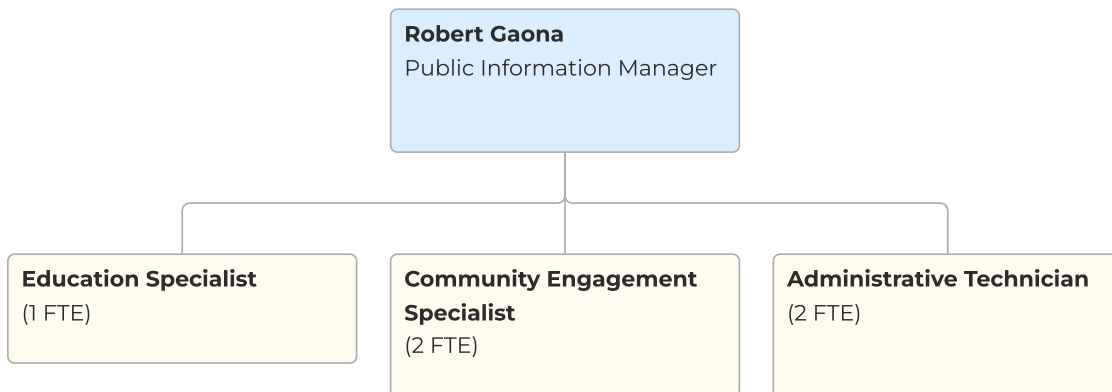 Robert Gaona
Public Information Manager
Education Specialist
(1 FTE)
Community Engagement
Specialist
(2 FTE)
Administrative Technician
(2 FTE)